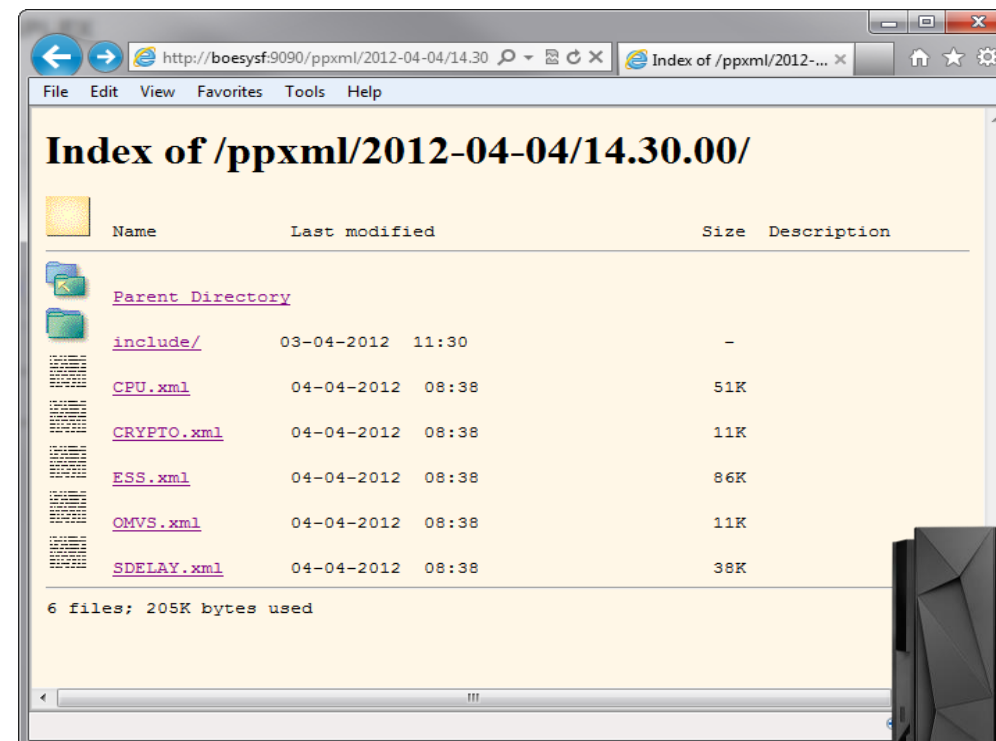 http://boesysf:9090/ppxml/2012-04-04/14.30
Index of /ppxml/2012-...
File Edit View Favorites Tools Help
Index of /ppxml/2012-04-04/14.30.00/
Name Last modified Size Description
Parent Directory
include/ 03-04-2012 11:30 -
CPU.xml 04-04-2012 08:38 51K
CRYPTO.xml 04-04-2012 08:38 11K
ESS.xml 04-04-2012 08:38 86K
OMVS.xml 04-04-2012 08:38 11K
SDELAY.xml 04-04-2012 08:38 38K
6 files; 205K bytes used